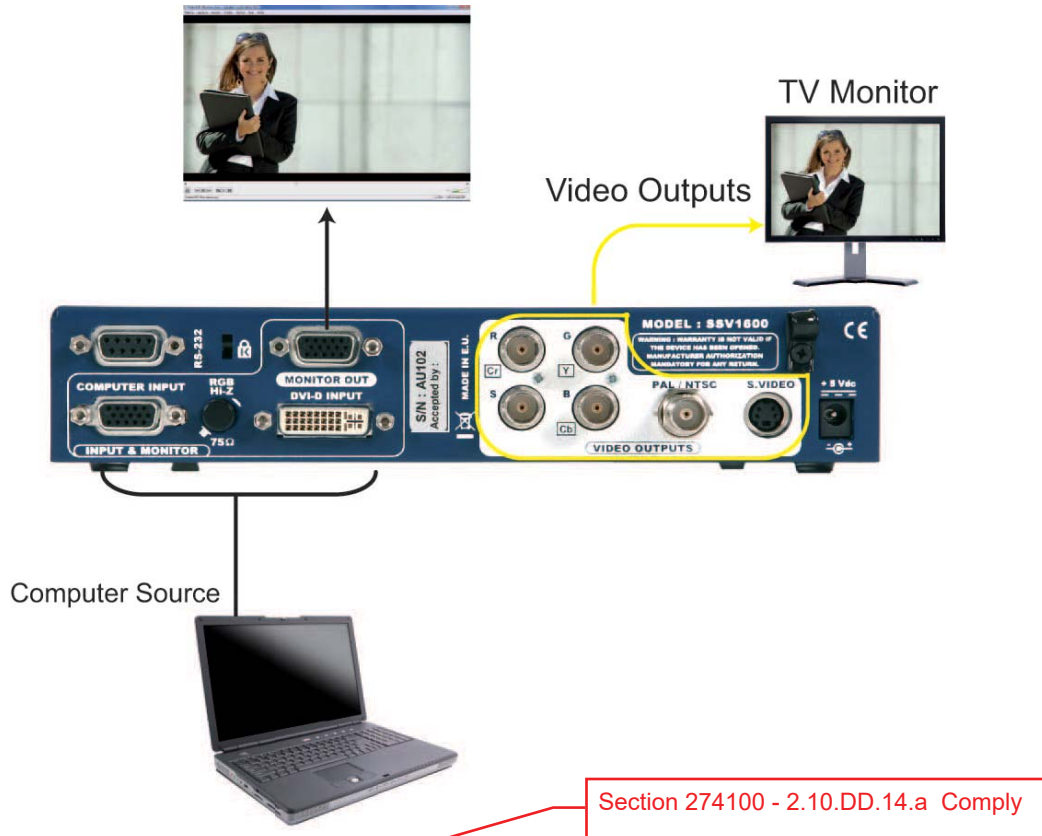 TV Monitor
Video Outputs
RS-232
MONITOR OUT
COMPUTER INPUT
RGB
Hi-Z
75Ω
DVI-D INPUT
INPUT & MONITOR
S/N : AU102
Accepted by :
MADE IN E.U.
R
G
Cr
Y
S
B
Cb
MODEL : SSV1600
WARNING : WARRANTY IS NOT VALID IF
THE DEVICE HAS BEEN OPENED.
MANUFACTURER AUTHORIZATION
MANDATORY FOR ANY RETURN.
CE
PAL / NTSC
S.VIDEO
+ 5 Vdc
VIDEO OUTPUTS
Computer Source
Section 274100 - 2.10.DD.14.a Comply